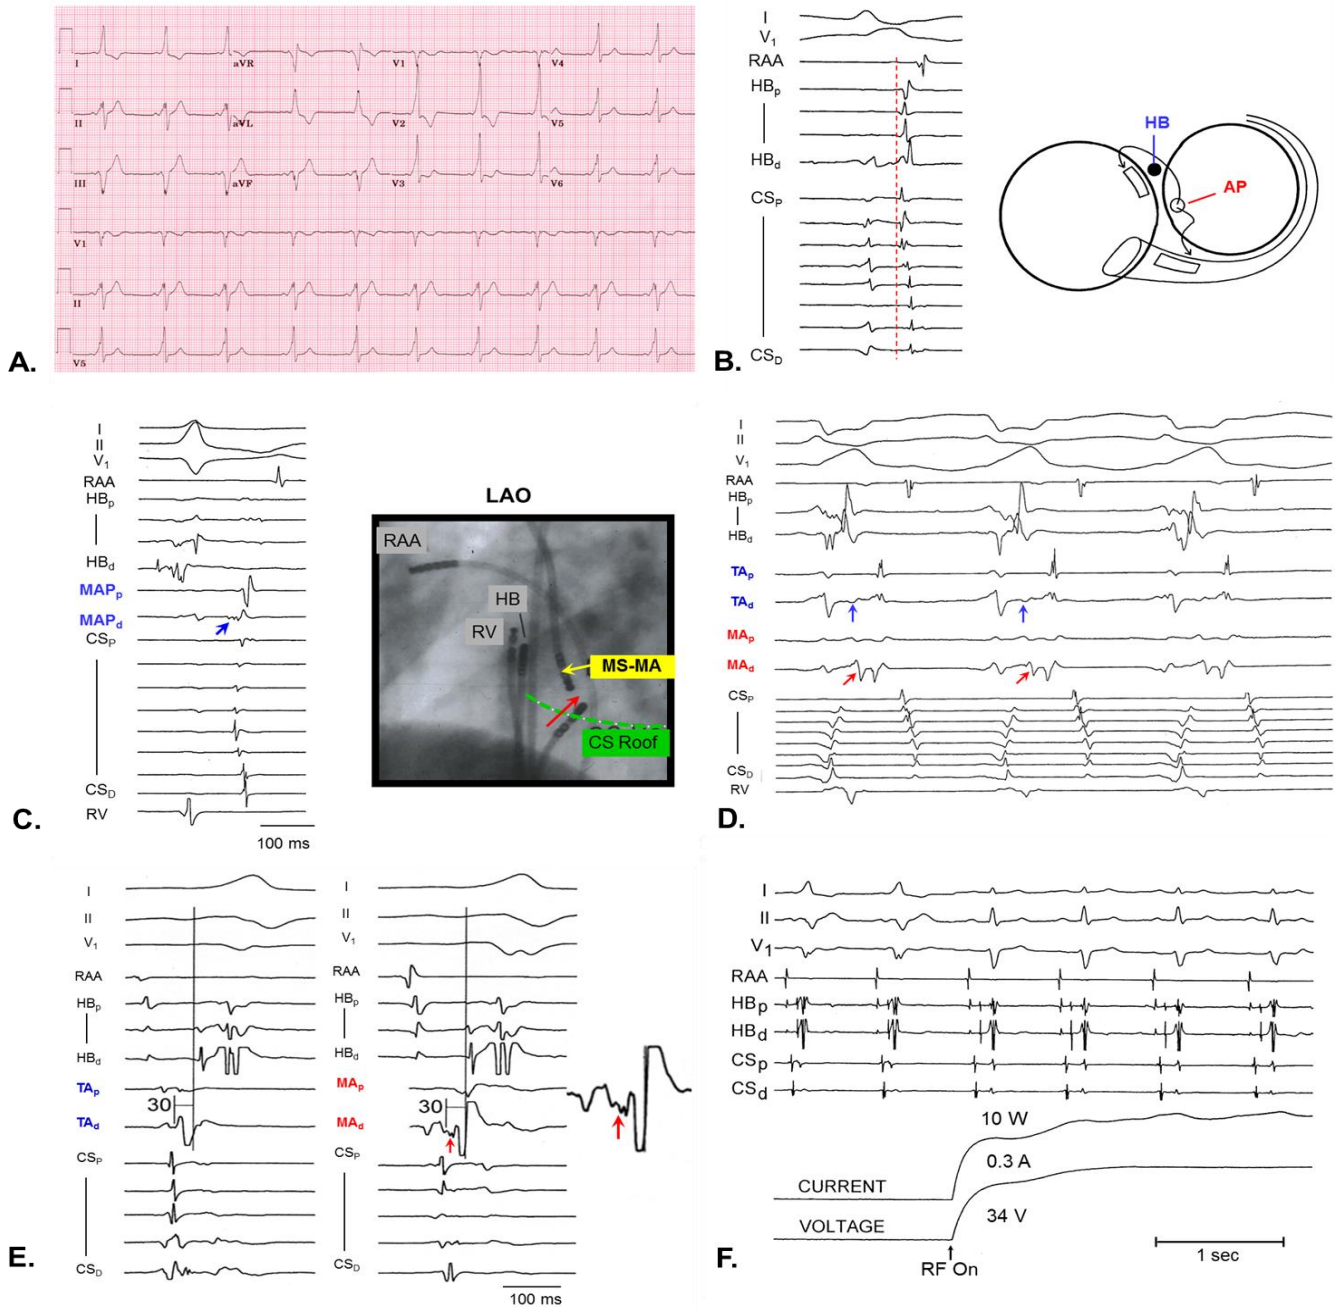 I
aVR
V1
V4
II
aVL
V2
V5
III
aVF
V3
V6
V1
II
V5
A.
I
V1
RAA
HBp
HBd
CSP
CSD
HB
AP
B.
I
II
V1
RAA
HBp
HBd
MAPp
MAPd
CSP
CSD
RV
100 ms
LAO
RAA
HB
RV
MS-MA
CS Roof
C.
I
II
V1
RAA
HBp
HBd
TAp
TAd
MAp
MAd
CSP
CSD
RV
D.
I
II
V1
RAA
HBp
HBd
TAp
30
TAd
CSP
CSD
I
II
V1
RAA
HBp
HBd
MAp
30
MAd
CSP
CSD
100 ms
E.
I
II
V1
RAA
HBp
HBd
CSp
CSd
10 W
0.3 A
CURRENT
34 V
VOLTAGE
RF On
1 sec
F.